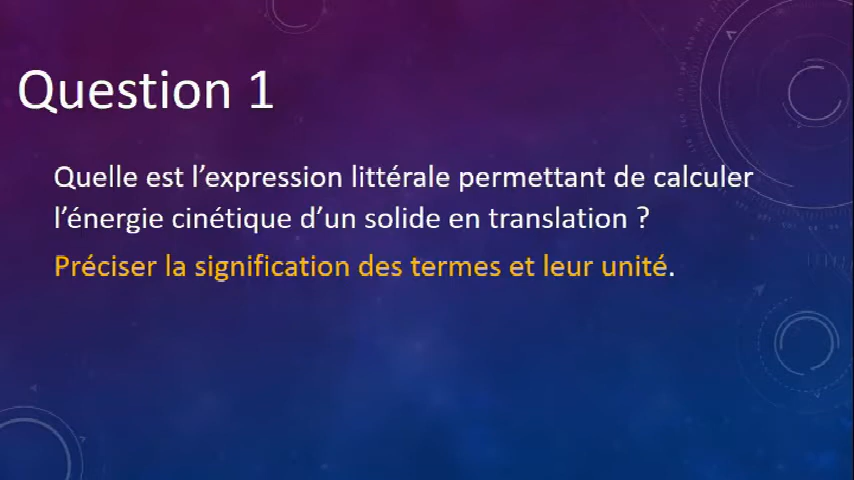 Question 1
Quelle est l’expression littérale permettant de calculer
l’énergie cinétique d’un solide en translation ?
Préciser la signification des termes et leur unité.